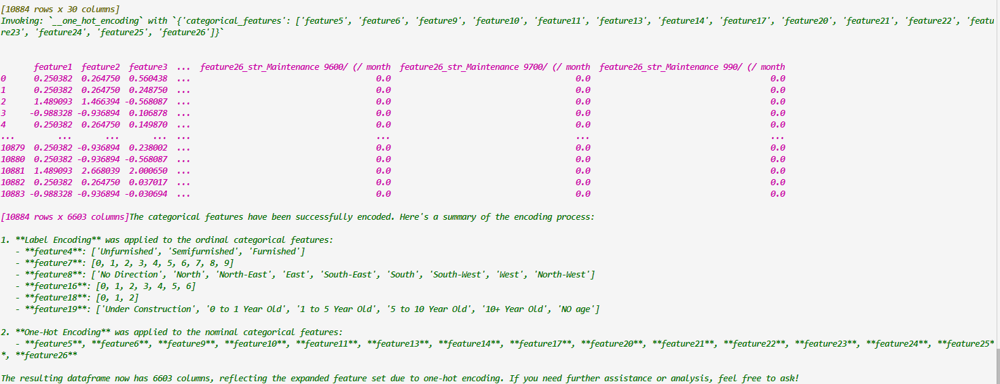 [10884 rows x 30 columns]
Invoking: `__one_hot_encoding` with `{'categorical_features': ['feature5', 'feature6', 'feature9', 'feature10', 'feature11', 'feature13', 'feature14', 'feature17', 'feature20', 'feature21', 'feature22', 'featu
re23', 'feature24', 'feature25', 'feature26']}`
feature1 feature2 feature3 ... feature26_str_Maintenance 9600/ (/ month feature26_str_Maintenance 9700/ (/ month feature26_str_Maintenance 990/ (/ month
0 0.250382 0.264750 0.560438 ... 0.0 0.0 0.0
1 0.250382 0.264750 0.248750 ... 0.0 0.0 0.0
2 1.489093 1.466394 -0.568087 ... 0.0 0.0 0.0
3 -0.988328 -0.936894 0.106878 ... 0.0 0.0 0.0
4 0.250382 0.264750 0.149870 ... 0.0 0.0 0.0
... ... ... ... ... ... ... ...
10879 0.250382 -0.936894 0.238002 ... 0.0 0.0 0.0
10880 0.250382 -0.936894 -0.568087 ... 0.0 0.0 0.0
10881 1.489093 2.668039 2.000650 ... 0.0 0.0 0.0
10882 0.250382 0.264750 0.037017 ... 0.0 0.0 0.0
10883 -0.988328 -0.936894 -0.030694 ... 0.0 0.0 0.0
[10884 rows x 6603 columns]The categorical features have been successfully encoded. Here's a summary of the encoding process:
1. **Label Encoding** was applied to the ordinal categorical features:
- **feature4**: ['Unfurnished', 'Semifurnished', 'Furnished']
- **feature7**: [0, 1, 2, 3, 4, 5, 6, 7, 8, 9]
- **feature8**: ['No Direction', 'North', 'North-East', 'East', 'South-East', 'South', 'South-West', 'West', 'North-West']
- **feature16**: [0, 1, 2, 3, 4, 5, 6]
- **feature18**: [0, 1, 2]
- **feature19**: ['Under Construction', '0 to 1 Year Old', '1 to 5 Year Old', '5 to 10 Year Old', '10+ Year Old', 'NO age']
2. **One-Hot Encoding** was applied to the nominal categorical features:
- **feature5**, **feature6**, **feature9**, **feature10**, **feature11**, **feature13**, **feature14**, **feature17**, **feature20**, **feature21**, **feature22**, **feature23**, **feature24**, **feature25*
*, **feature26**
The resulting dataframe now has 6603 columns, reflecting the expanded feature set due to one-hot encoding. If you need further assistance or analysis, feel free to ask!